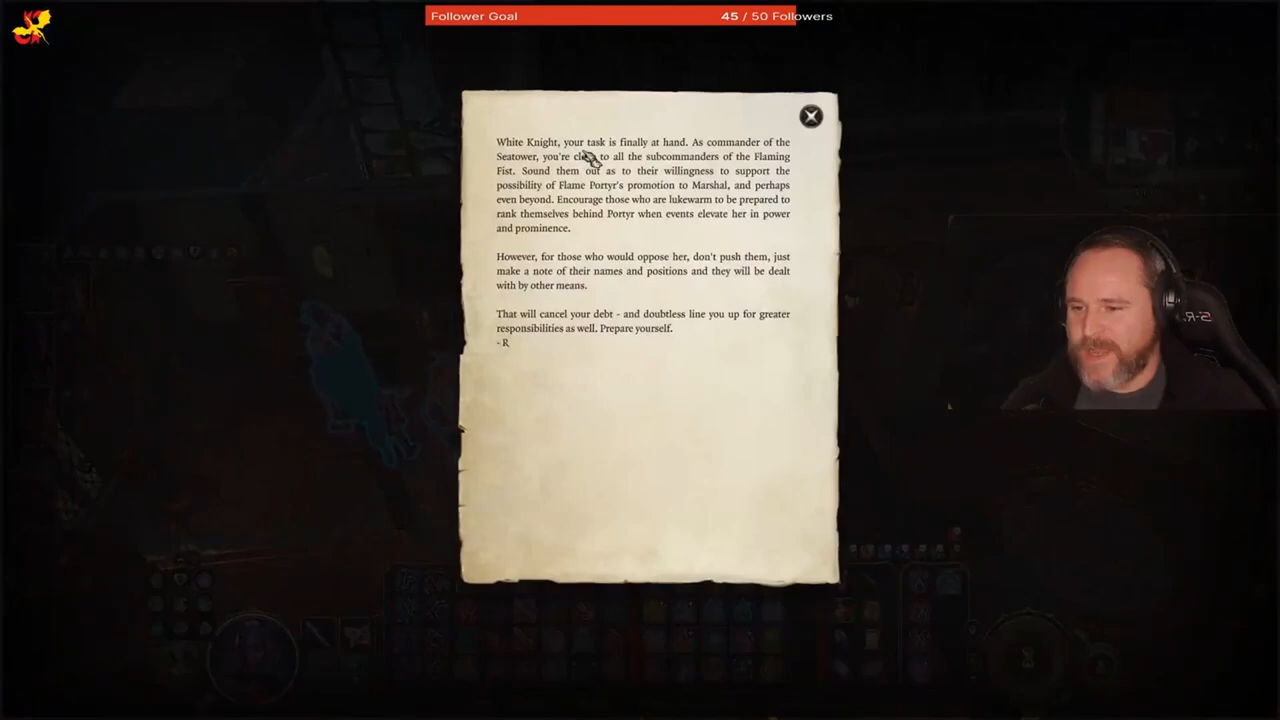 Follower Goal 45 / 50 Followers
White Knight, your task is finally at hand. As commander of the
Seatower, you're to all the subcommanders of the Flaming
Fist. Sound them out as to their willingness to support the
possibility of Flame Portyr's promotion to Marshal, and perhaps
even beyond. Encourage those who are lukewarm to be prepared to
rank themselves behind Portyr when events elevate her in power
and prominence.
However, for those who would oppose her, don't push them, just
make a note of their names and positions and they will be dealt
with by other means.
That will cancel your debt - and doubtless line you up for greater
responsibilities as well. Prepare yourself.
- R